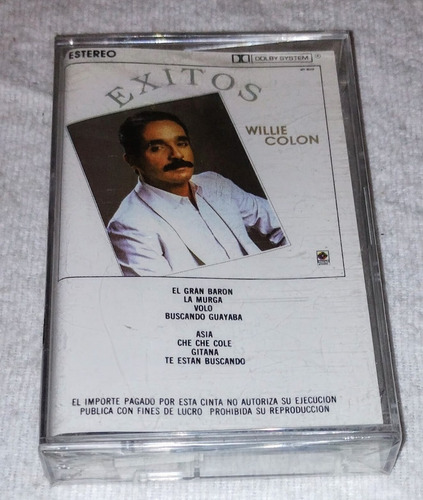 ESTEREO
DOLBY SYSTEM
EXITOS
WILLIE
COLON
EL GRAN BARON
LA MURGA
VOLO
BUSCANDO GUAYABA
ASIA
CHE CHE COLE
GITANA
TE ESTAN BUSCANDO
EL IMPORTE PAGADO POR ESTA CINTA NO AUTORIZA SU EJECUCION
PUBLICA CON FINES DE LUCRO PROHIBIDA SU REPRODUCCION